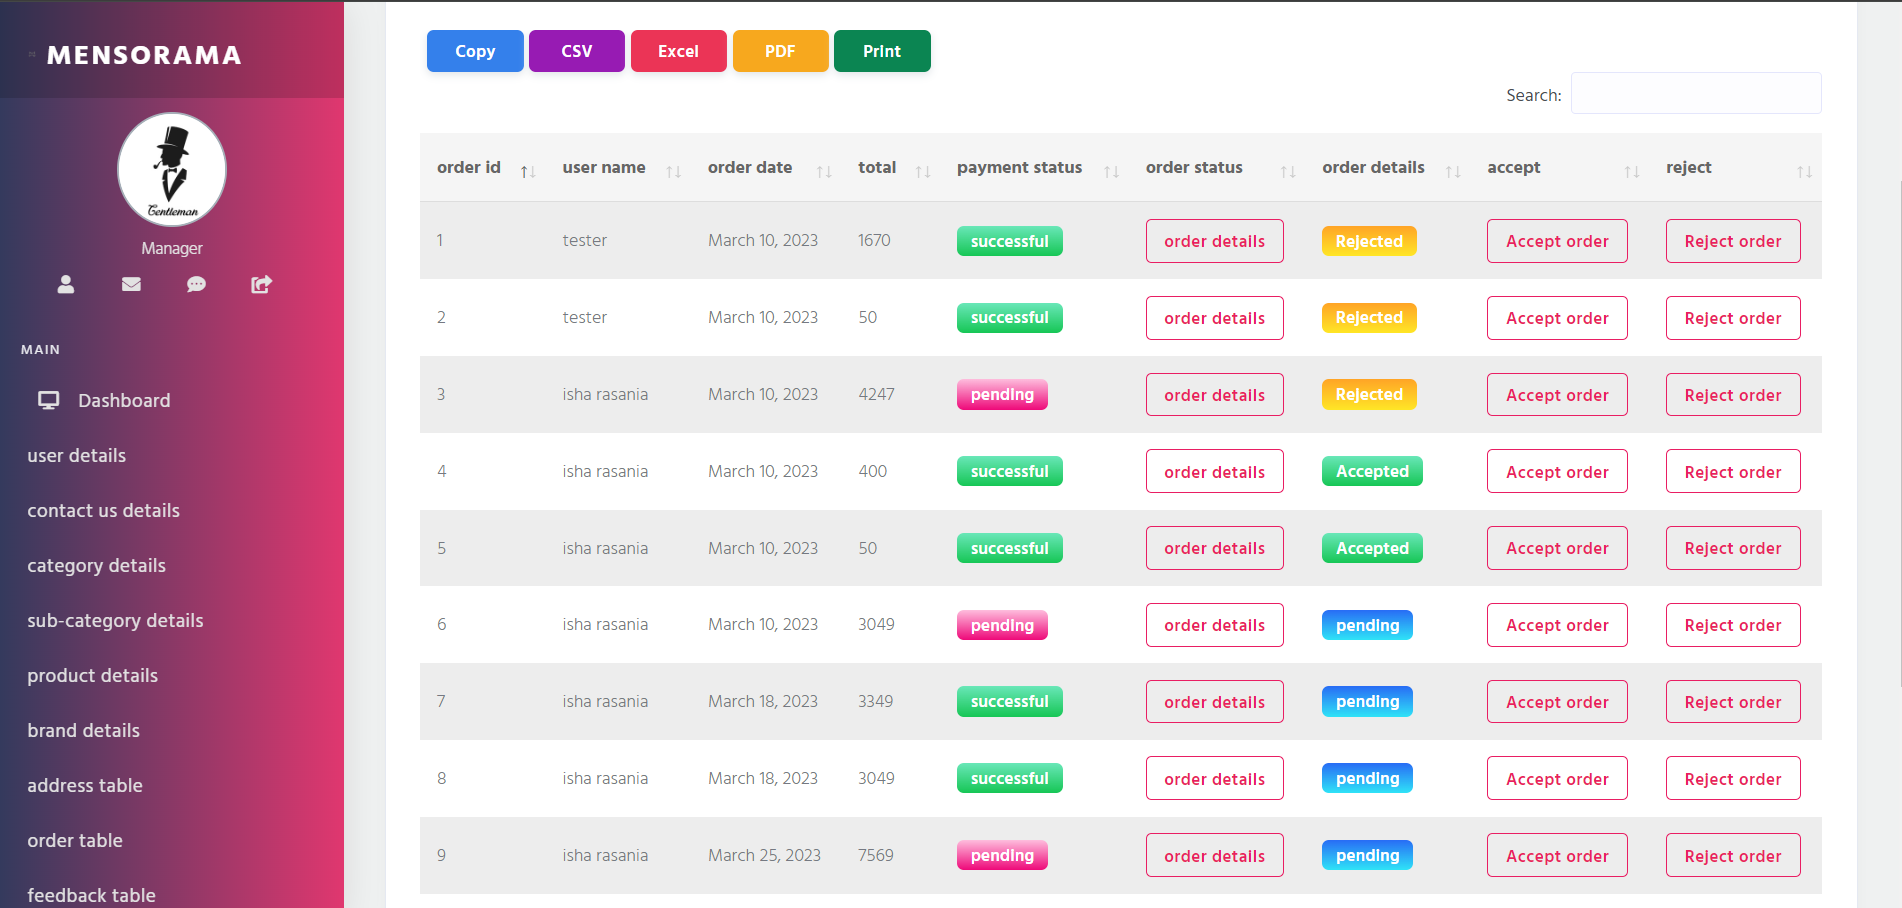 MENSORAMA
Gentleman
Manager
MAIN
Dashboard
user details
contact us details
category details
sub-category details
product details
brand details
address table
order table
feedback table
Copy CSV Excel PDF Print
Search:
order id user name order date total payment status order status order details accept reject
1 tester March 10, 2023 1670 successful order details Rejected Accept order Reject order
2 tester March 10, 2023 50 successful order details Rejected Accept order Reject order
3 isha rasania March 10, 2023 4247 pending order details Rejected Accept order Reject order
4 isha rasania March 10, 2023 400 successful order details Accepted Accept order Reject order
5 isha rasania March 10, 2023 50 successful order details Accepted Accept order Reject order
6 isha rasania March 10, 2023 3049 pending order details pending Accept order Reject order
7 isha rasania March 18, 2023 3349 successful order details pending Accept order Reject order
8 isha rasania March 18, 2023 3049 successful order details pending Accept order Reject order
9 isha rasania March 25, 2023 7569 pending order details pending Accept order Reject order